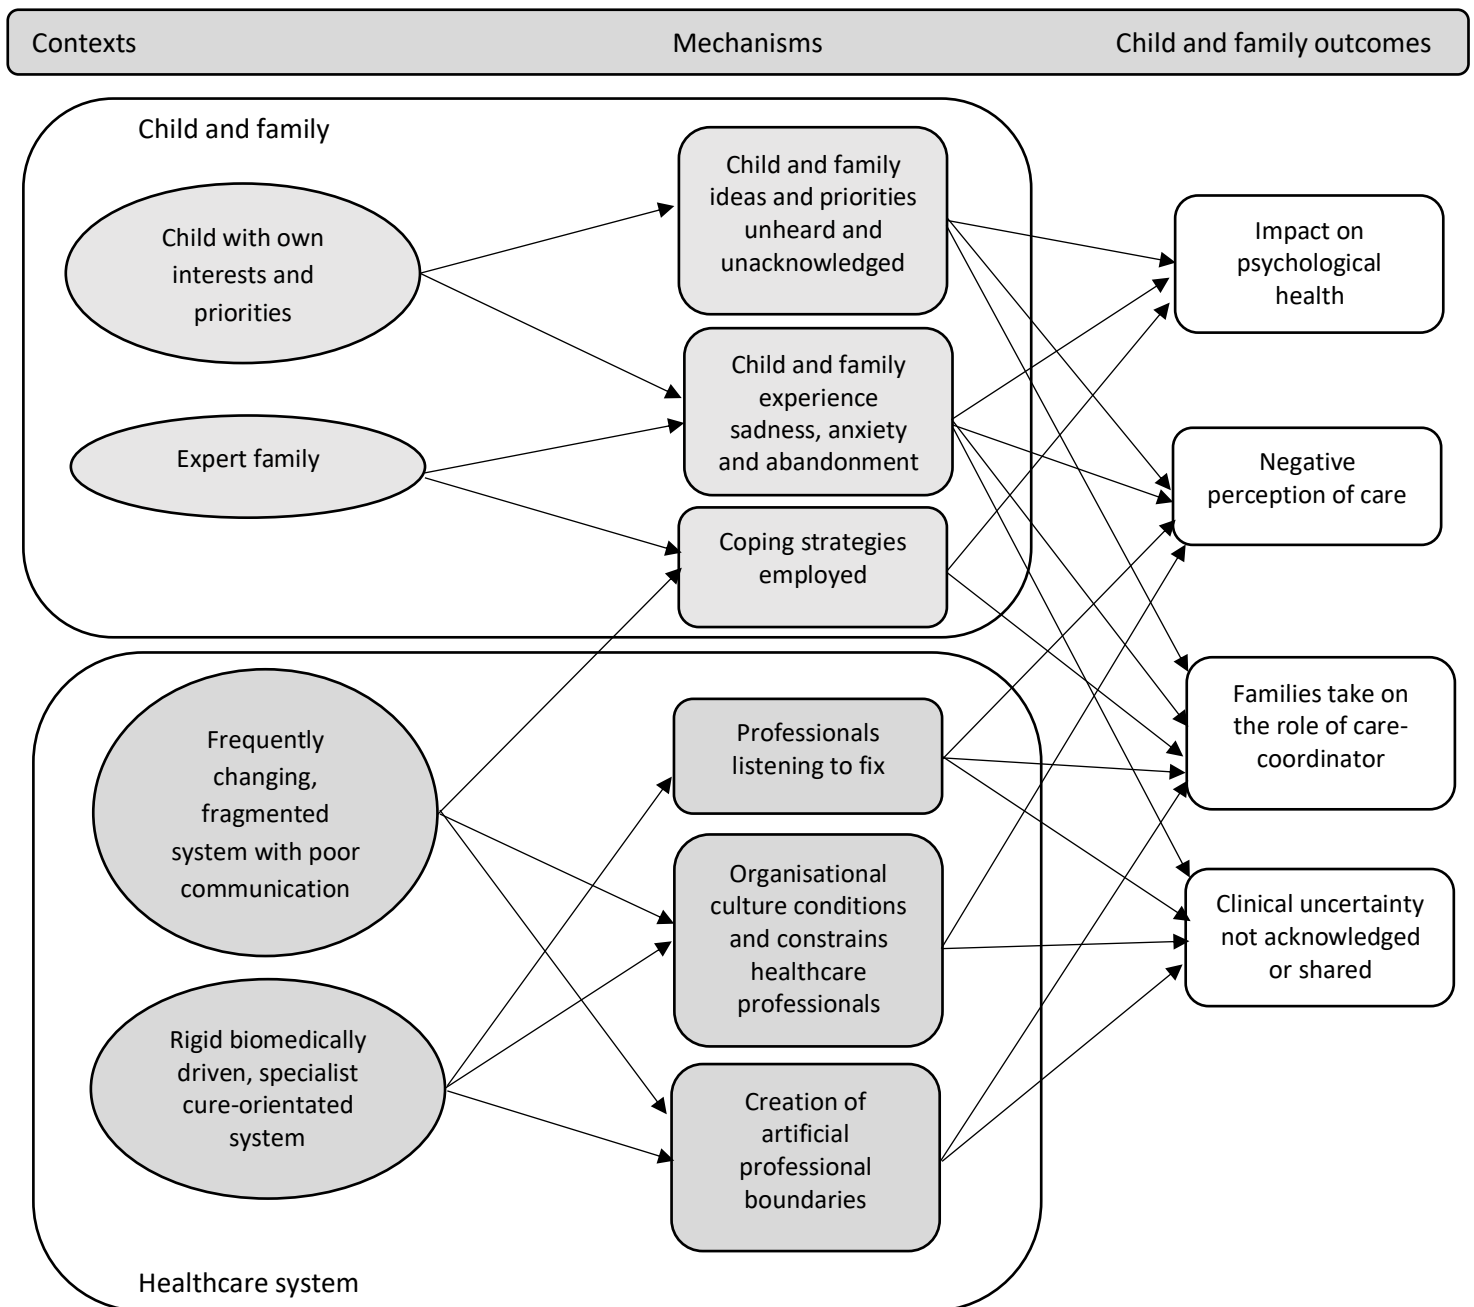 Contexts
Mechanisms
Child and family outcomes
Child and family
Child with own
interests and
priorities
Expert family
Child and family
ideas and priorities
unheard and
unacknowledged
Child and family
experience
sadness, anxiety
and abandonment
Coping strategies
employed
Impact on
psychological
health
Negative
perception of care
Families take on
the role of care-
coordinator
Clinical uncertainty
not acknowledged
or shared
Frequently
changing,
fragmented
system with poor
communication
Rigid biomedically
driven, specialist
cure-orientated
system
Professionals
listening to fix
Organisational
culture conditions
and constrains
healthcare
professionals
Creation of
artificial
professional
boundaries
Healthcare system